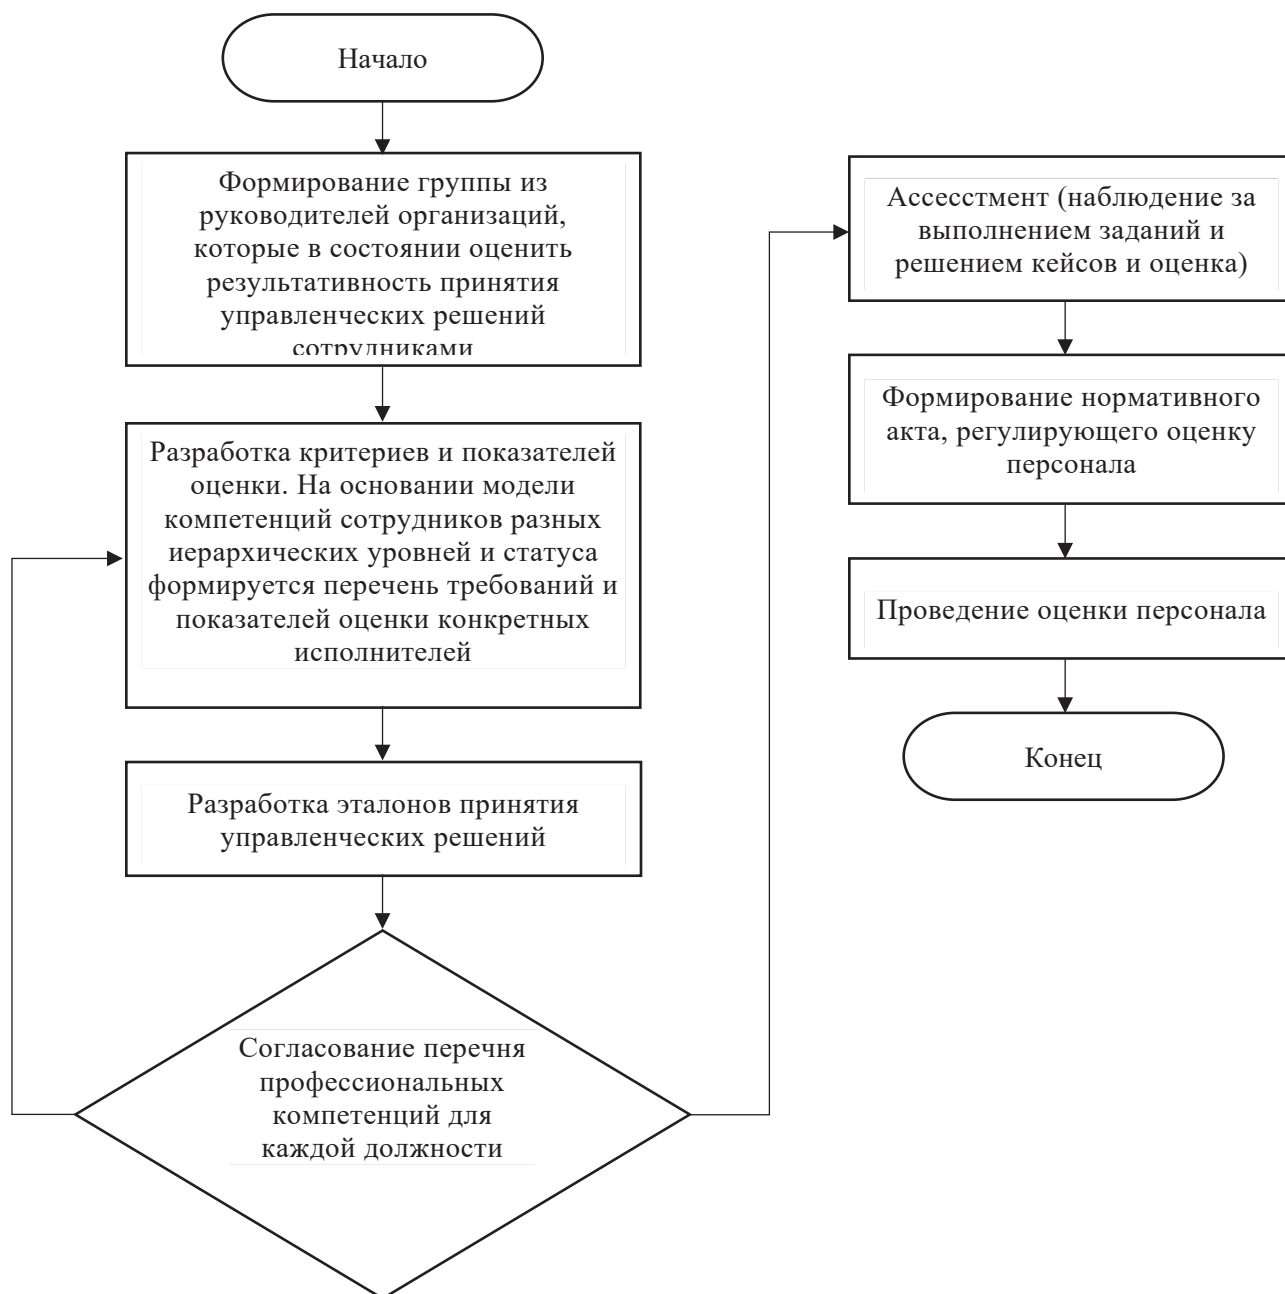 Начало
Формирование группы из
руководителей организаций,
которые в состоянии оценить
результативность принятия
управленческих решений
сотрудниками
Разработка критериев и показателей
оценки. На основании модели
компетенций сотрудников разных
иерархических уровней и статуса
формируется перечень требований и
показателей оценки конкретных
исполнителей
Разработка эталонов принятия
управленческих решений
Согласование перечня
профессиональных
компетенций для
каждой должности
Ассесстмент (наблюдение за
выполнением заданий и
решением кейсов и оценка)
Формирование нормативного
акта, регулирующего оценку
персонала
Проведение оценки персонала
Конец